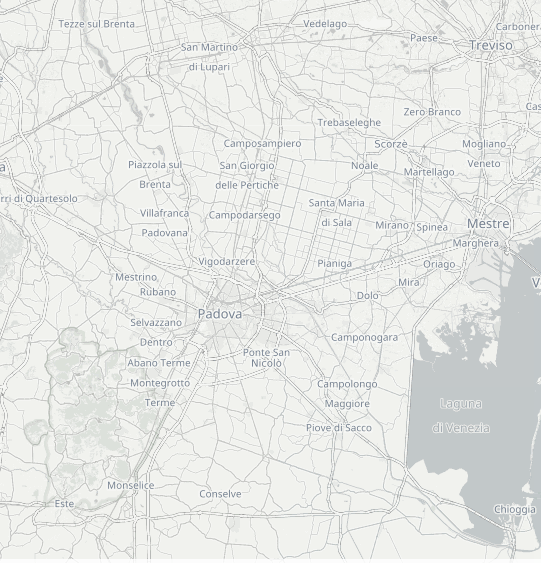 Tezze sul Brenta
Vedelago
Carboner
Paese
Treviso
San Martino
di Lupari
Cas
Zero Branco
Trebaseleghe
Camposampiero
Scorzè
Mogliano
Veneto
a
Piazzola sul
Brenta
San Giorgio
delle Pertiche
Noale
Martellago
rri di Quartesolo
Santa Maria
di Sala
Villafranca
Padovana
Campodarsego
Mirano
Spinea
Mestre
Marghera
Vigodarzere
Pianiga
Oriago
Mestrino
Rubano
Mira
V
Dolo
Padova
Selvazzano
Dentro
Camponogara
Abano Terme
Ponte San
Nicolò
Montegrotto
Terme
Campolongo
Maggiore
Laguna
di Venezia
Piove di Sacco
Monselice
Conselve
Este
Chioggia